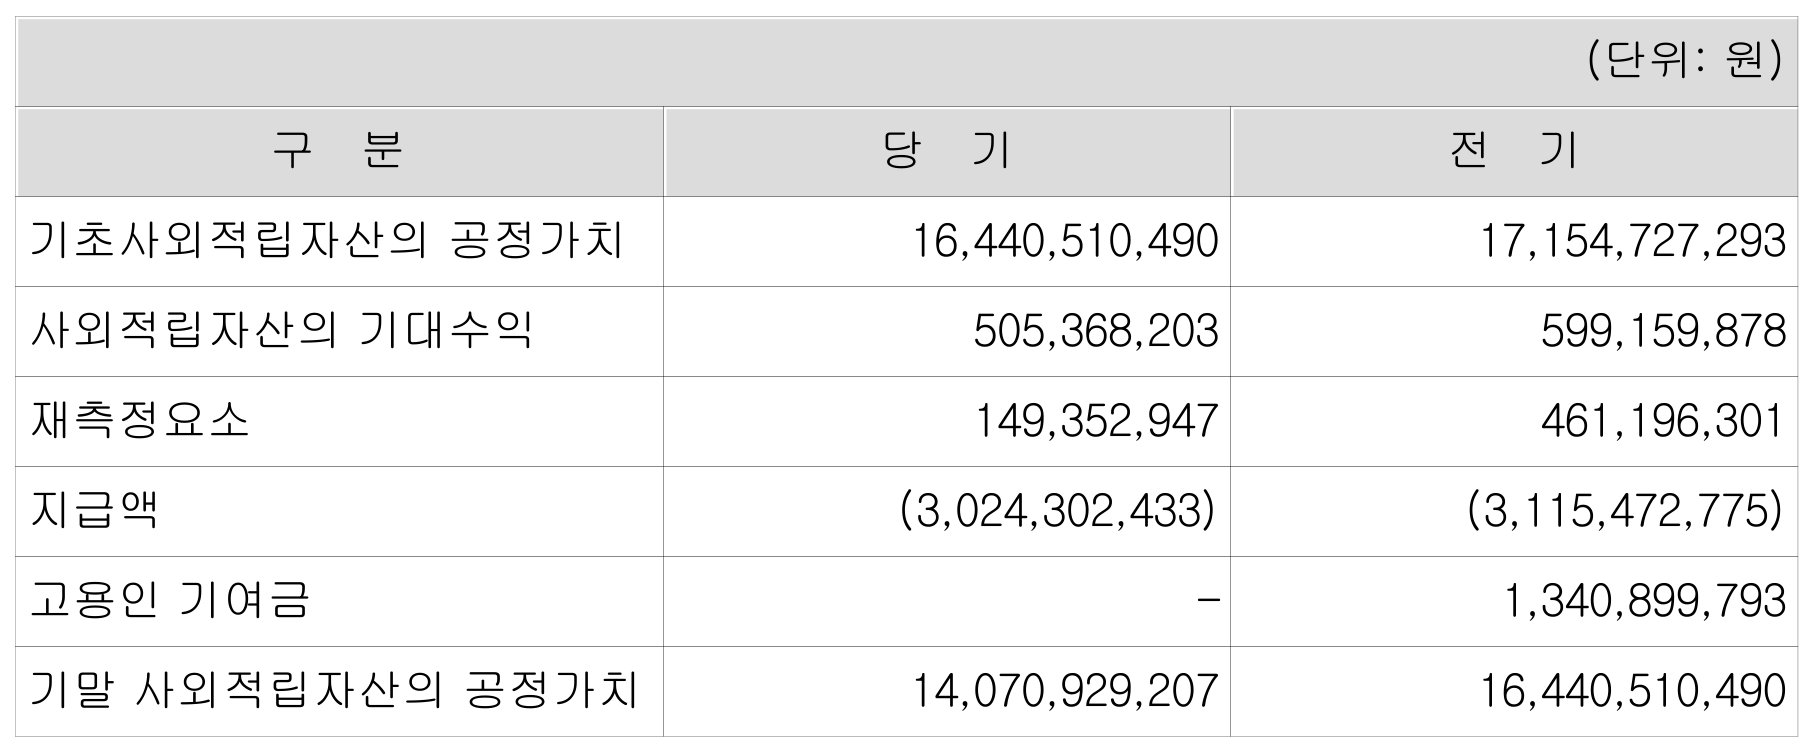 (단위: 원)
구 분 당 기 전 기
기초사외적립자산의 공정가치 16,440,510,490 17,154,727,293
사외적립자산의 기대수익 505,368,203 599,159,878
재측정요소 149,352,947 461,196,301
지급액 (3,024,302,433) (3,115,472,775)
고용인 기여금 – 1,340,899,793
기말 사외적립자산의 공정가치 14,070,929,207 16,440,510,490